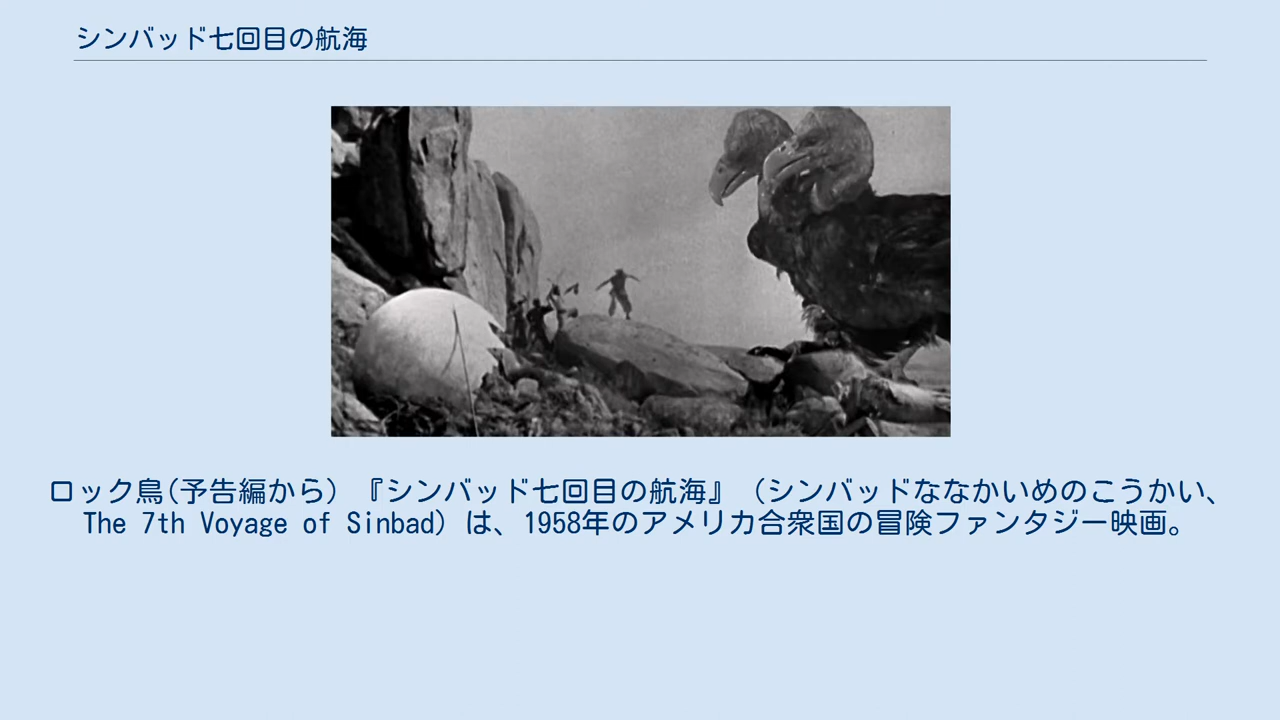 シンバッド七回目の航海
ロック鳥(予告編から) 『シンバッド七回目の航海』 (シンバッドななかいめのこうかい、
The 7th Voyage of Sinbad) は、1958年のアメリカ合衆国の冒険ファンタジー映画。